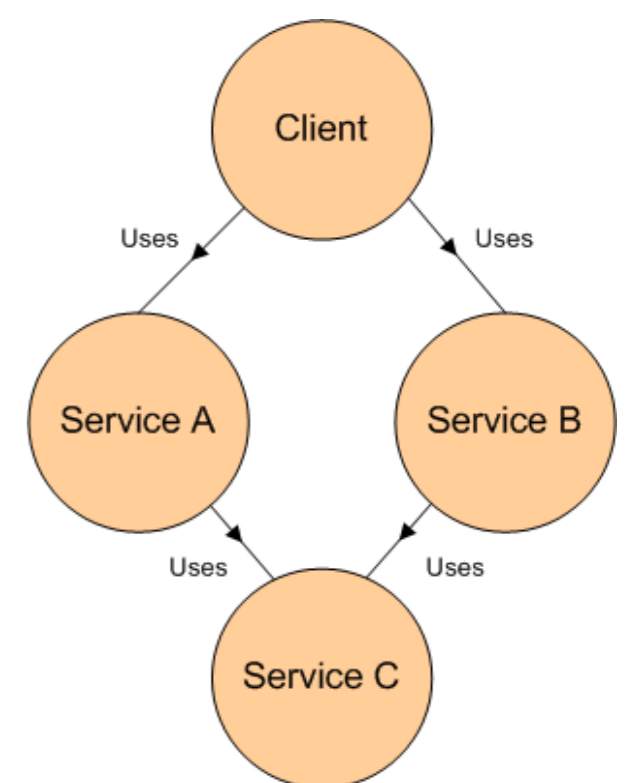 Client
Uses
Uses
Service A
Service B
Uses
Uses
Service C